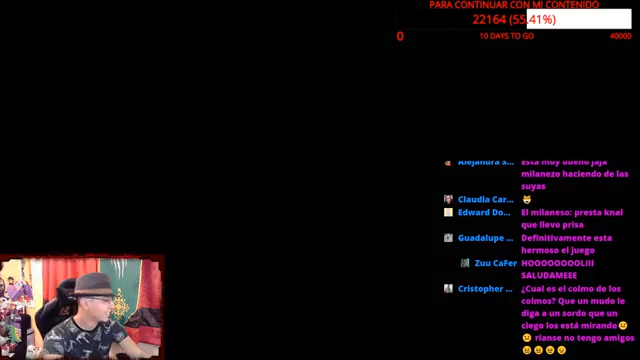 PARA CONTINUAR CON MI CONTENIDO
22164 (55.41%)
0 10 DAYS TO GO 40000
Alejandra S... Esta muy bueno jaja
milanezo haciendo de las
suyas
Claudia Car... 🤯
Edward Do... El milaneso: presta knal
que llevo prisa
Guadalupe ... Definitivamente esta
hermoso el juego
Zuu CaFer HOOOOOOOOLIII
SALUDAMEEE
Cristopher ... ¿Cual es el colmo de los
colmos? Que un mudo le
diga a un sordo que un
ciego los está mirando
rianse no tengo amigos